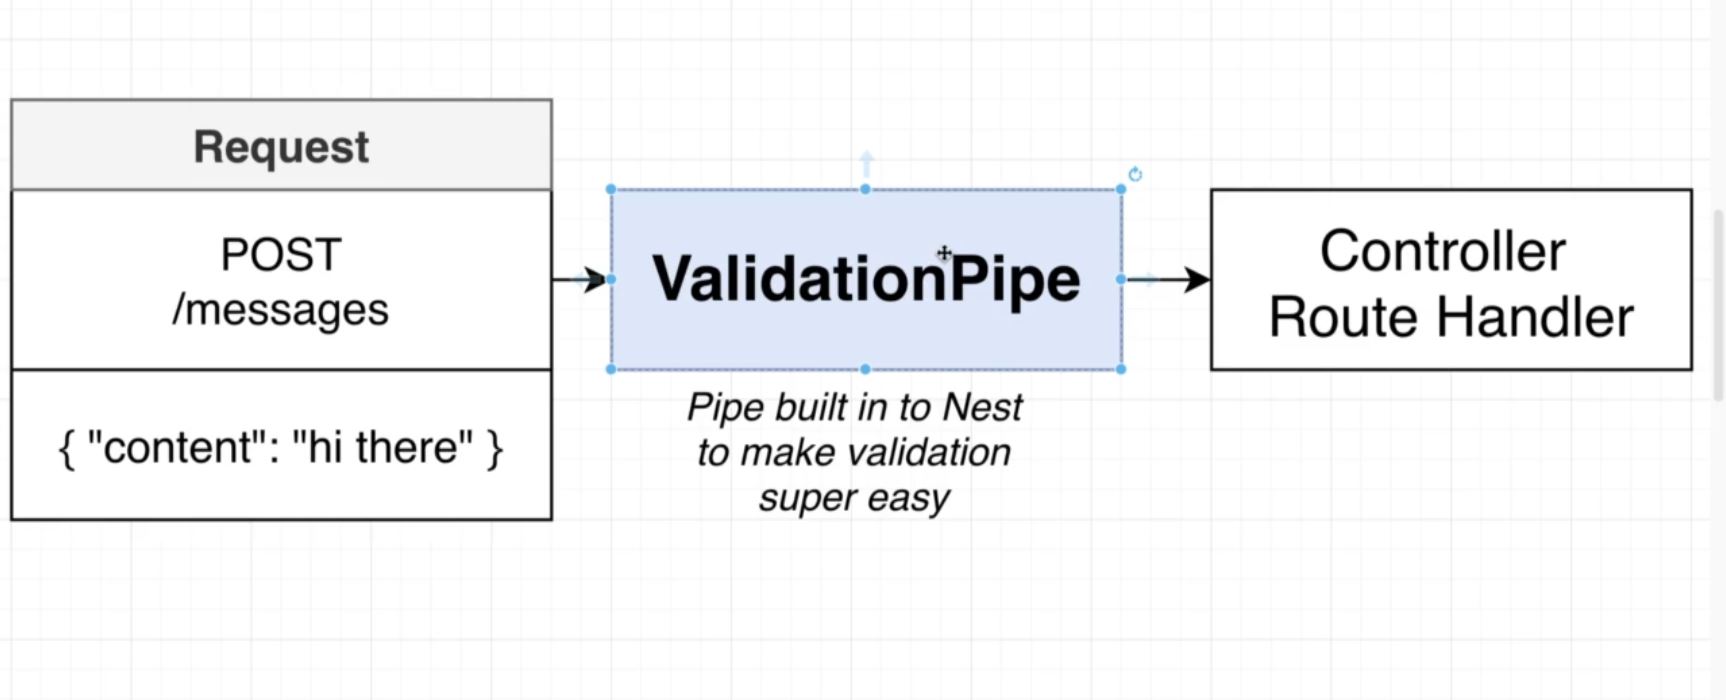 Request
POST
/messages
{ "content": "hi there" }
ValidationPipe
Pipe built in to Nest
to make validation
super easy
Controller
Route Handler